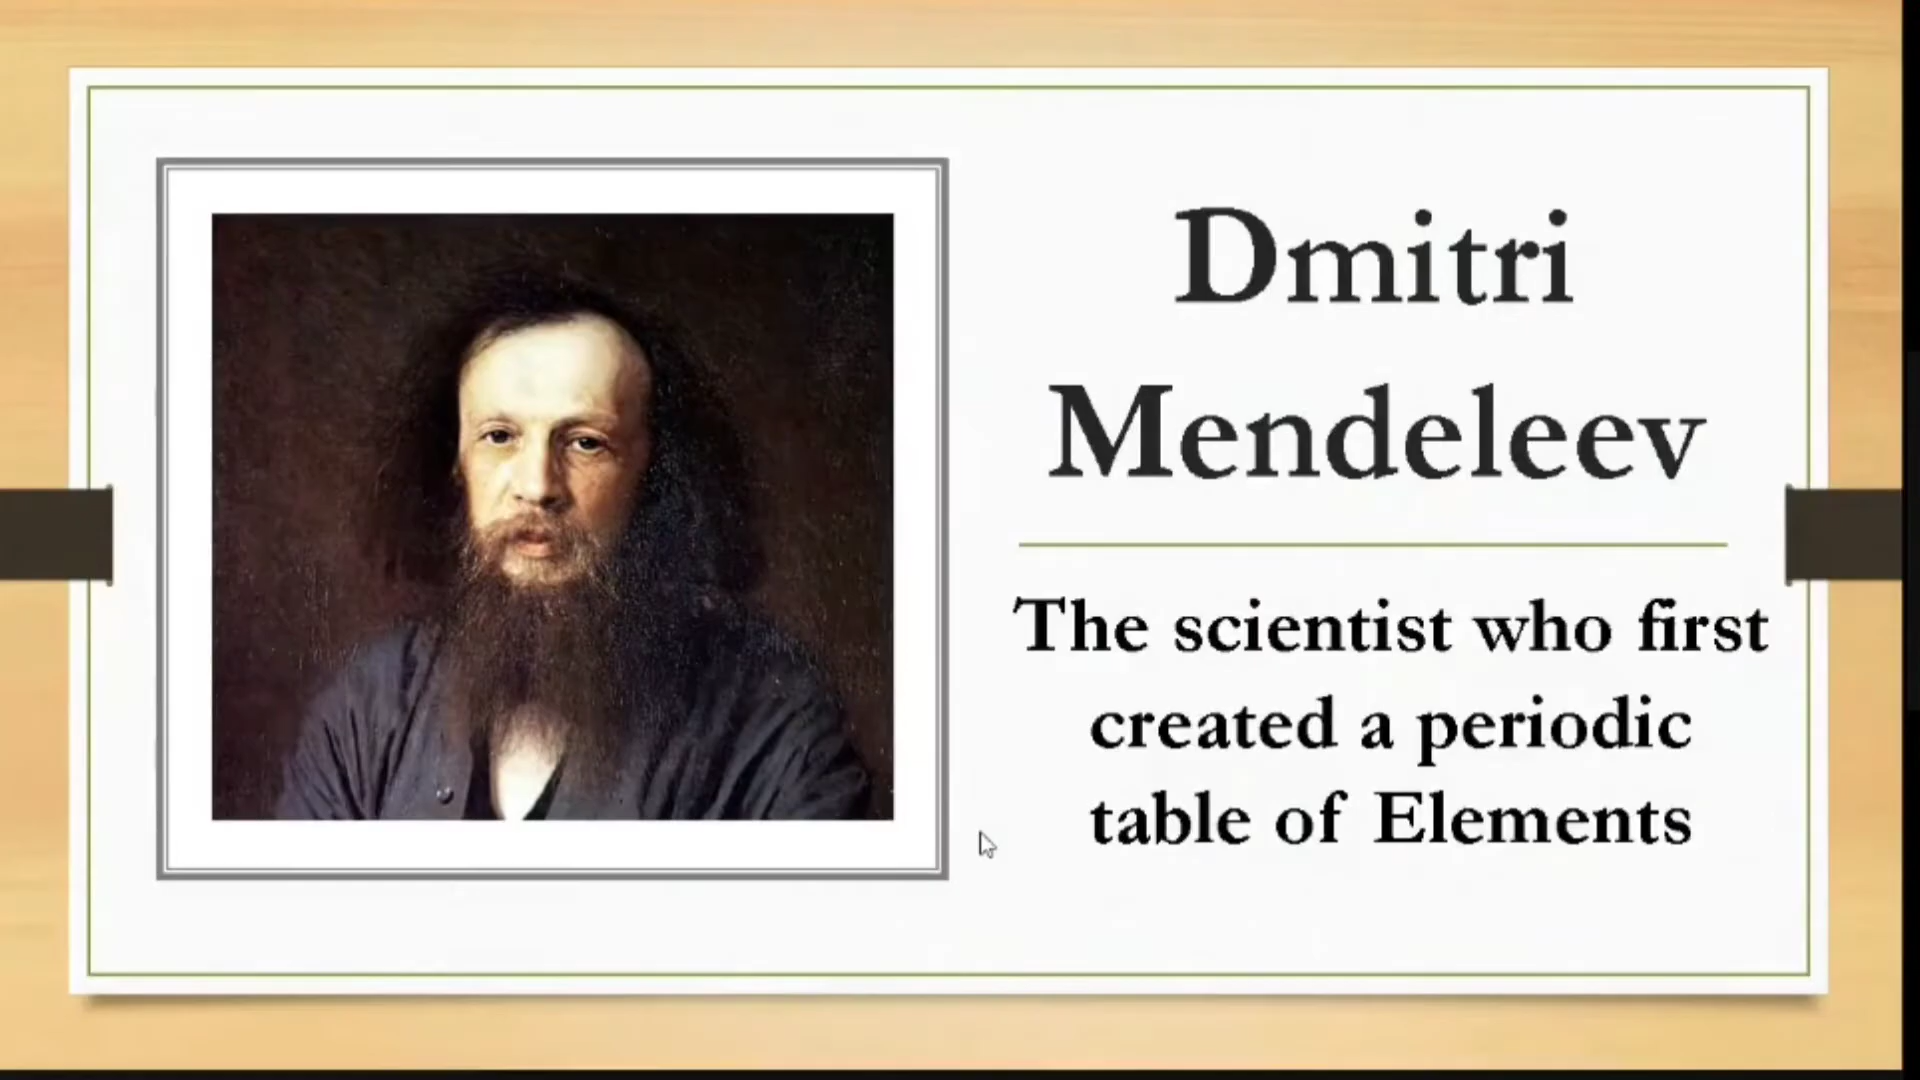 Dmitri
Mendeleev
The scientist who first
created a periodic
table of Elements